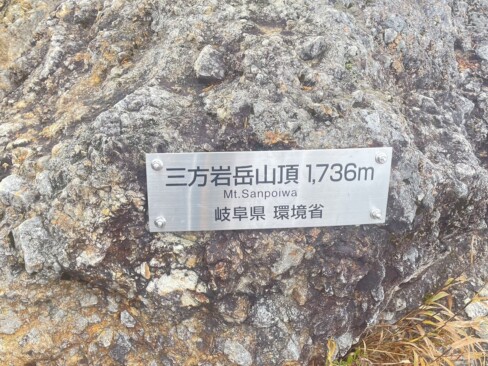 三方岩岳山頂 1,736m
Mt.Sanpoiwa
岐阜県 環境省